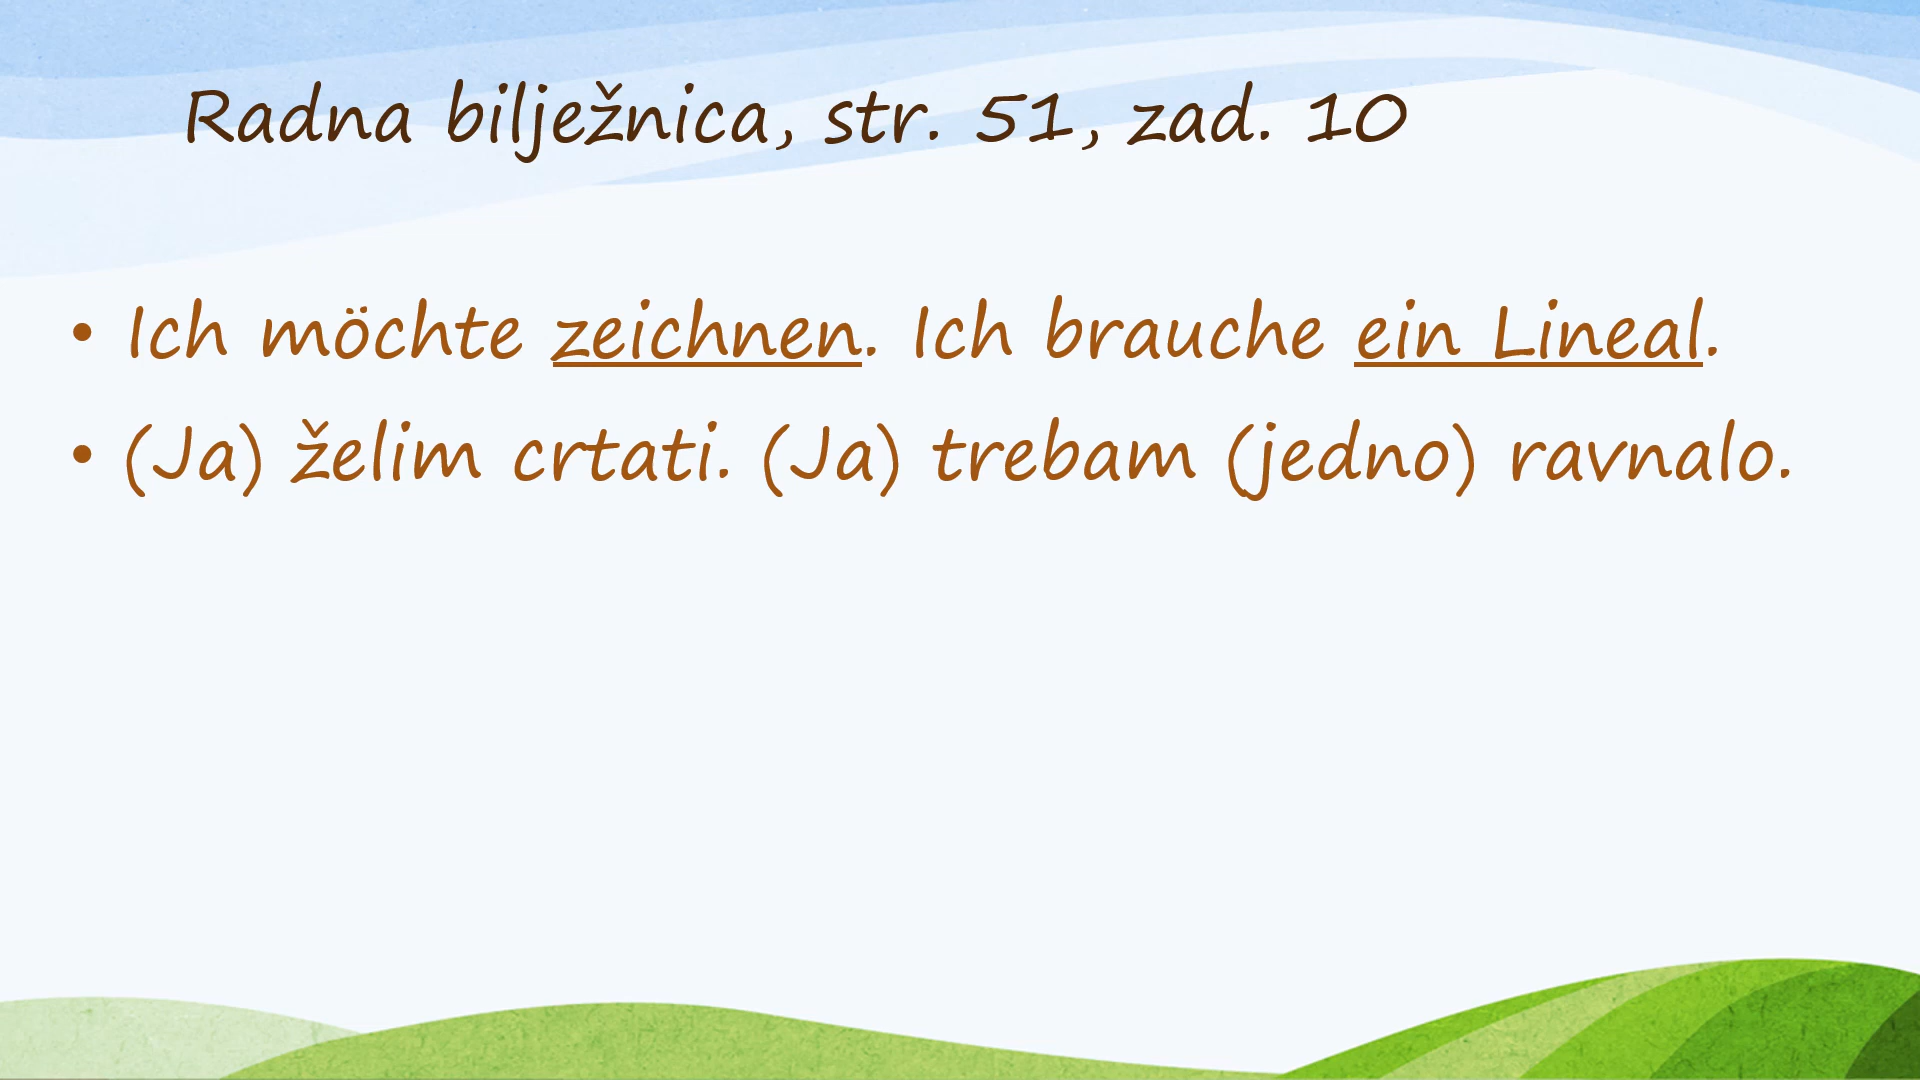 Radna bilježnica, str. 51, zad. 10
• Ich möchte zeichnen. Ich brauche ein Lineal.
• (Ja) želim crtati. (Ja) trebam (jedno) ravnalo.